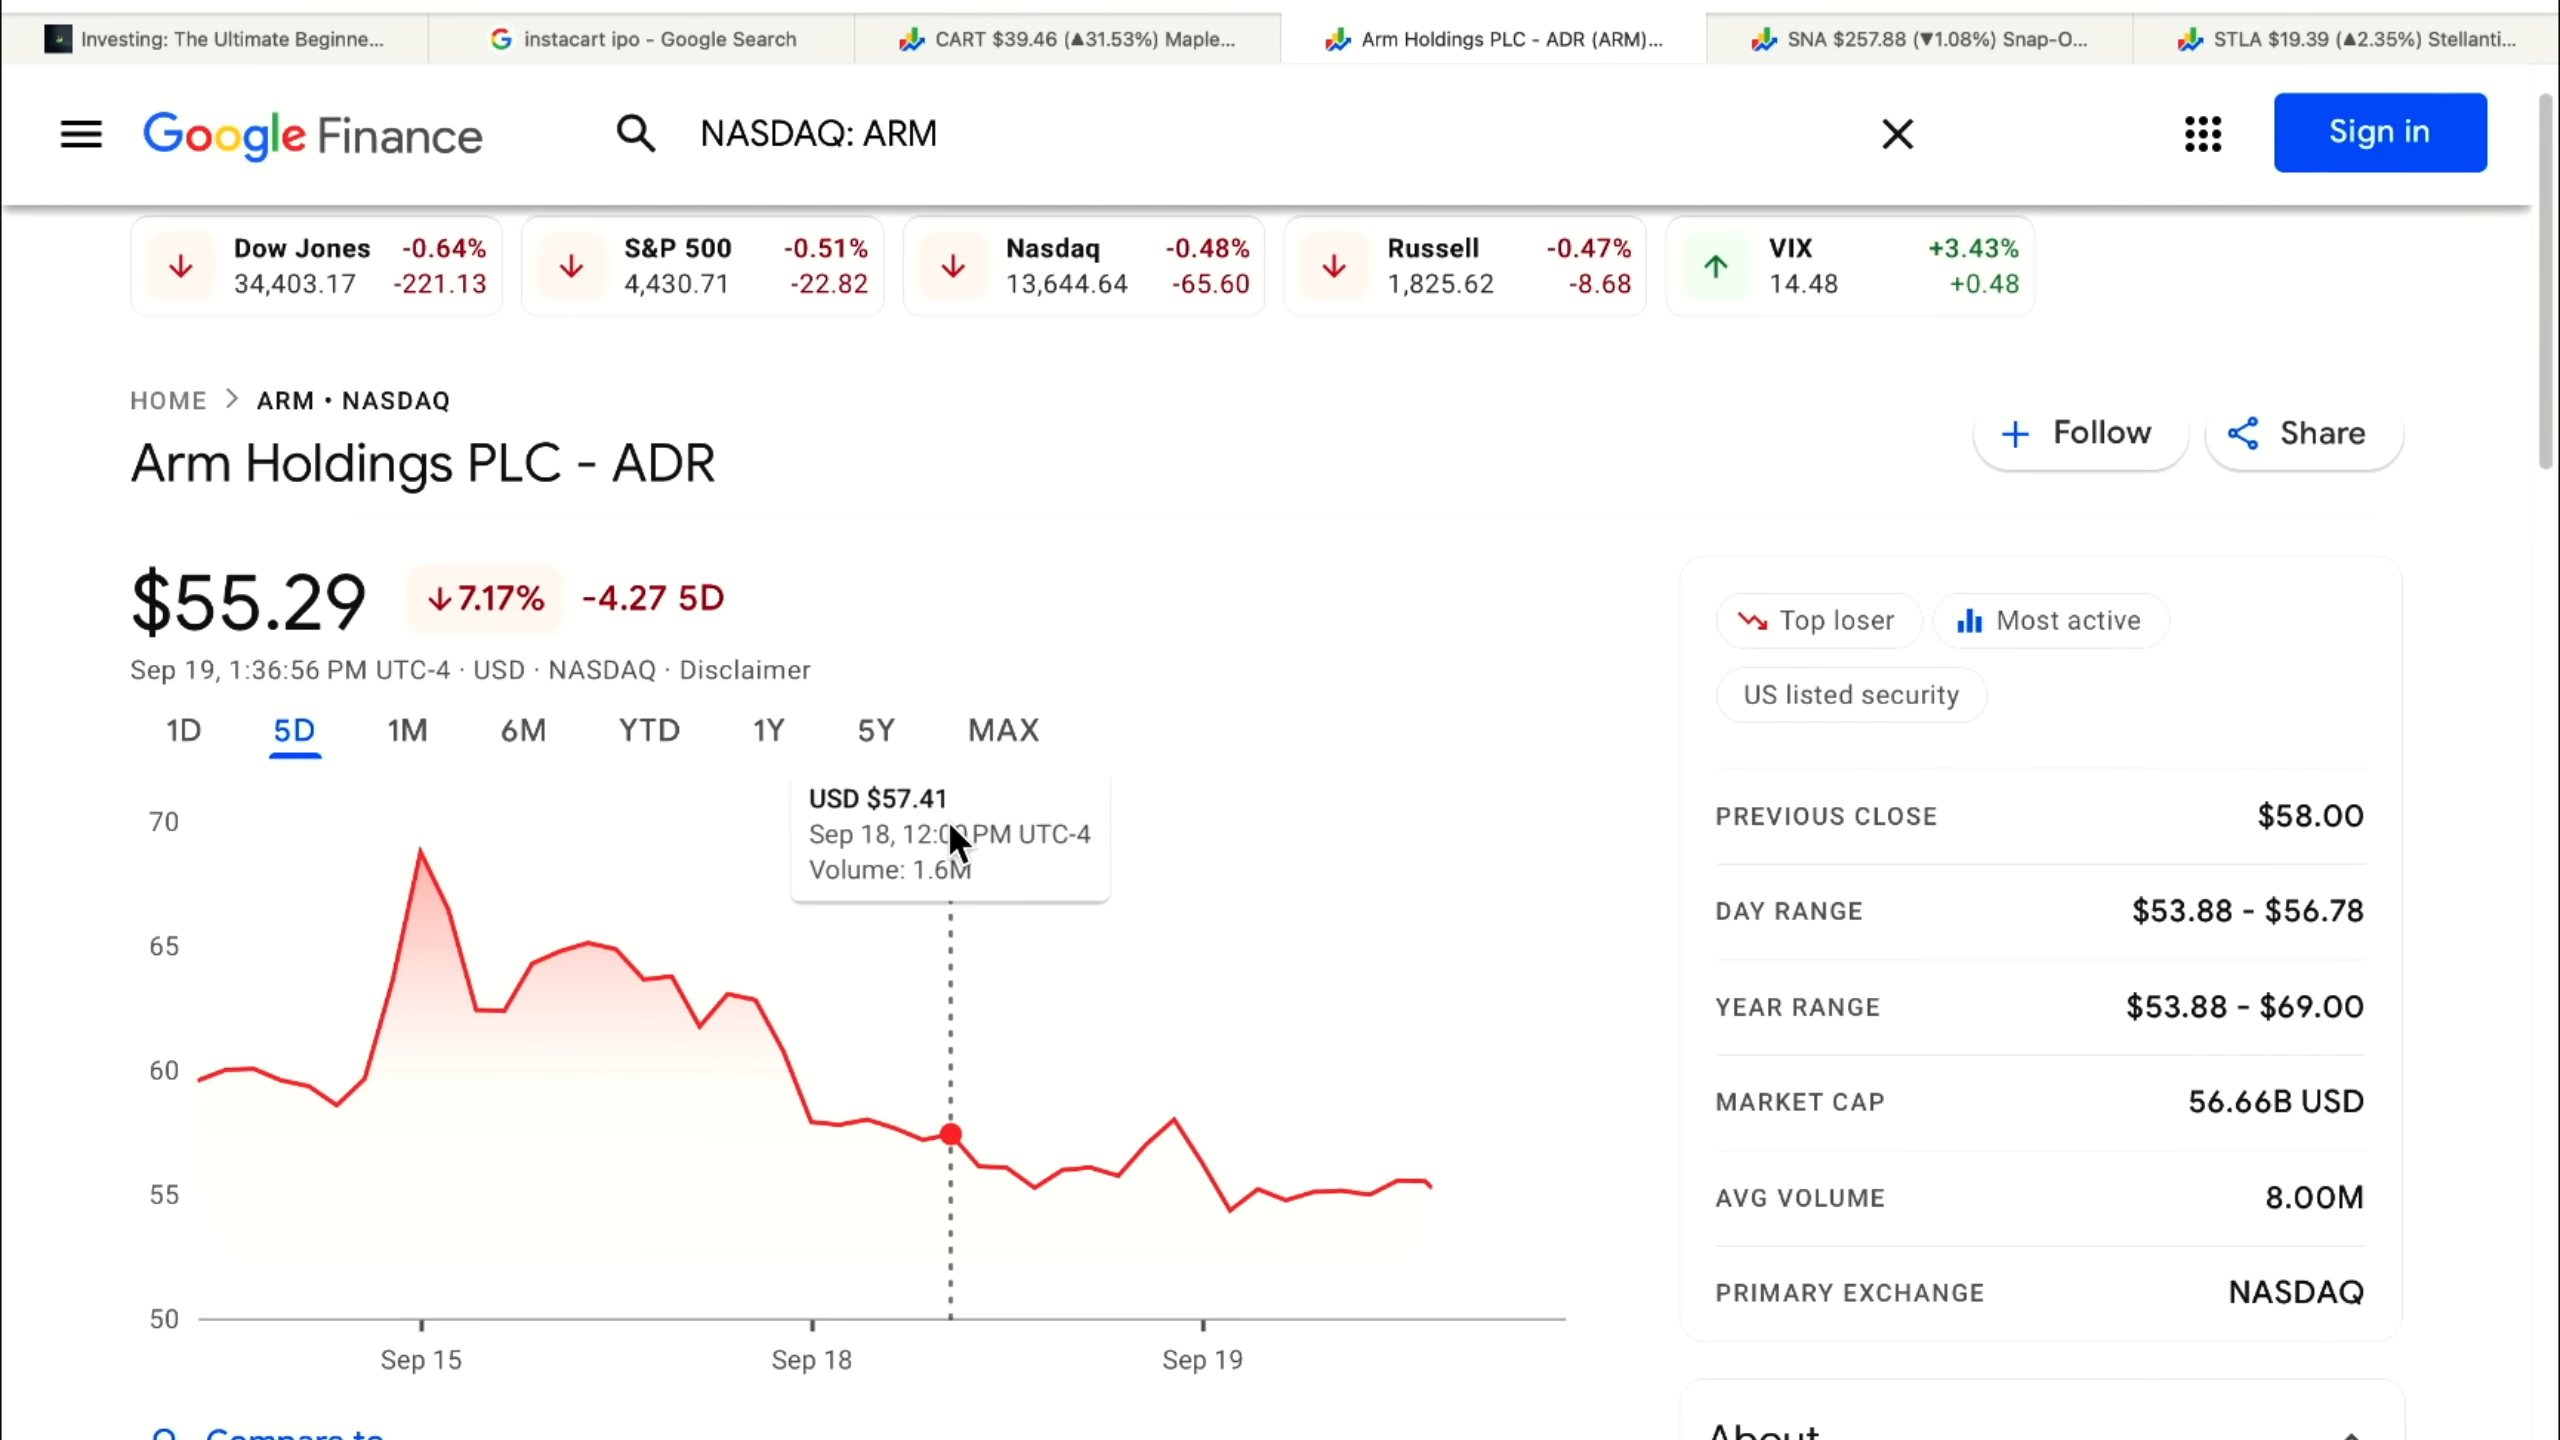 Investing: The Ultimate Beginne...
instacart ipo - Google Search
CART $39.46 (▲31.53%) Maple...
Arm Holdings PLC - ADR (ARM)...
SNA $257.88 (▼1.08%) Snap-O...
STLA $19.39 (▲2.35%) Stellanti...
Google Finance
NASDAQ: ARM
Sign in
Dow Jones -0.64%
34,403.17 -221.13
S&P 500 -0.51%
4,430.71 -22.82
Nasdaq -0.48%
13,644.64 -65.60
Russell -0.47%
1,825.62 -8.68
VIX +3.43%
14.48 +0.48
HOME > ARM • NASDAQ
Arm Holdings PLC - ADR
Follow
Share
$55.29 ↓7.17% -4.27 5D
Sep 19, 1:36:56 PM UTC-4 · USD · NASDAQ · Disclaimer
1D 5D 1M 6M YTD 1Y 5Y MAX
USD $57.41
Sep 18, PM UTC-4
Volume: 1.6M
70
65
60
55
50
Sep 15 Sep 18 Sep 19
Compare to
Top loser
Most active
US listed security
PREVIOUS CLOSE $58.00
DAY RANGE $53.88 - $56.78
YEAR RANGE $53.88 - $69.00
MARKET CAP 56.66B USD
AVG VOLUME 8.00M
PRIMARY EXCHANGE NASDAQ
About